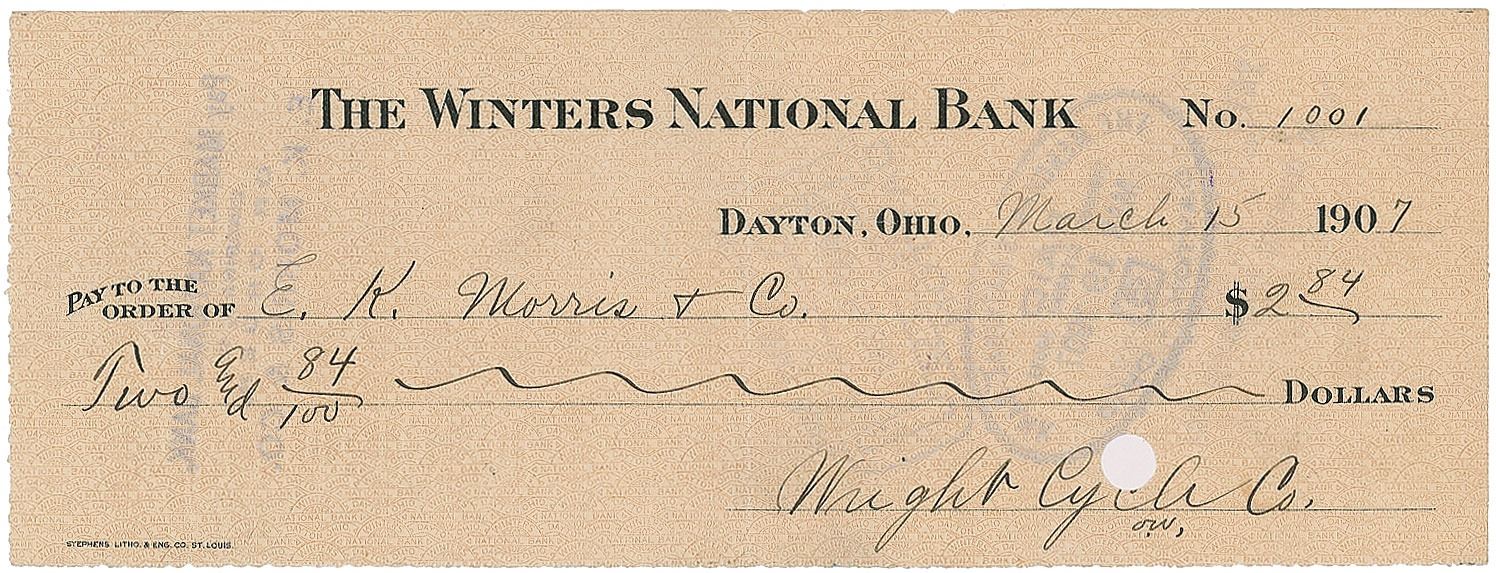 THE WINTERS NATIONAL BANK No. 1001
DAYTON, OHIO, March 15 1907
PAY TO THE
ORDER OF E. K. Morris & Co. $2 84
Two and 84/100 DOLLARS
Wright Cycle Co.
O.W.
STEPHENS LITHO. & ENG. CO. ST. LOUIS.